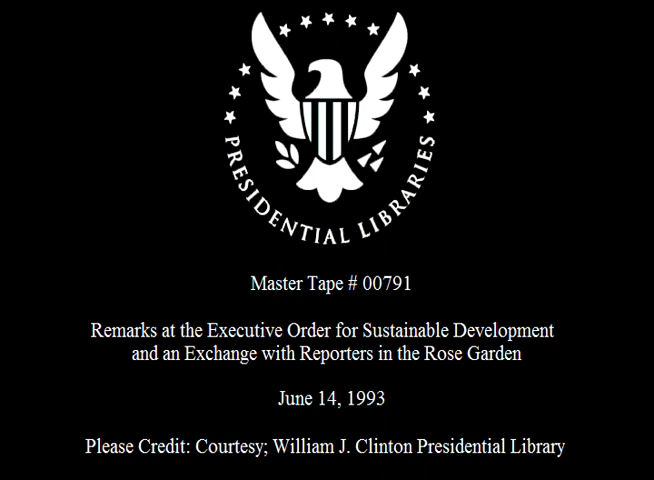 PRESIDENTIAL LIBRARIES
Master Tape # 00791
Remarks at the Executive Order for Sustainable Development
and an Exchange with Reporters in the Rose Garden
June 14, 1993
Please Credit: Courtesy; William J. Clinton Presidential Library